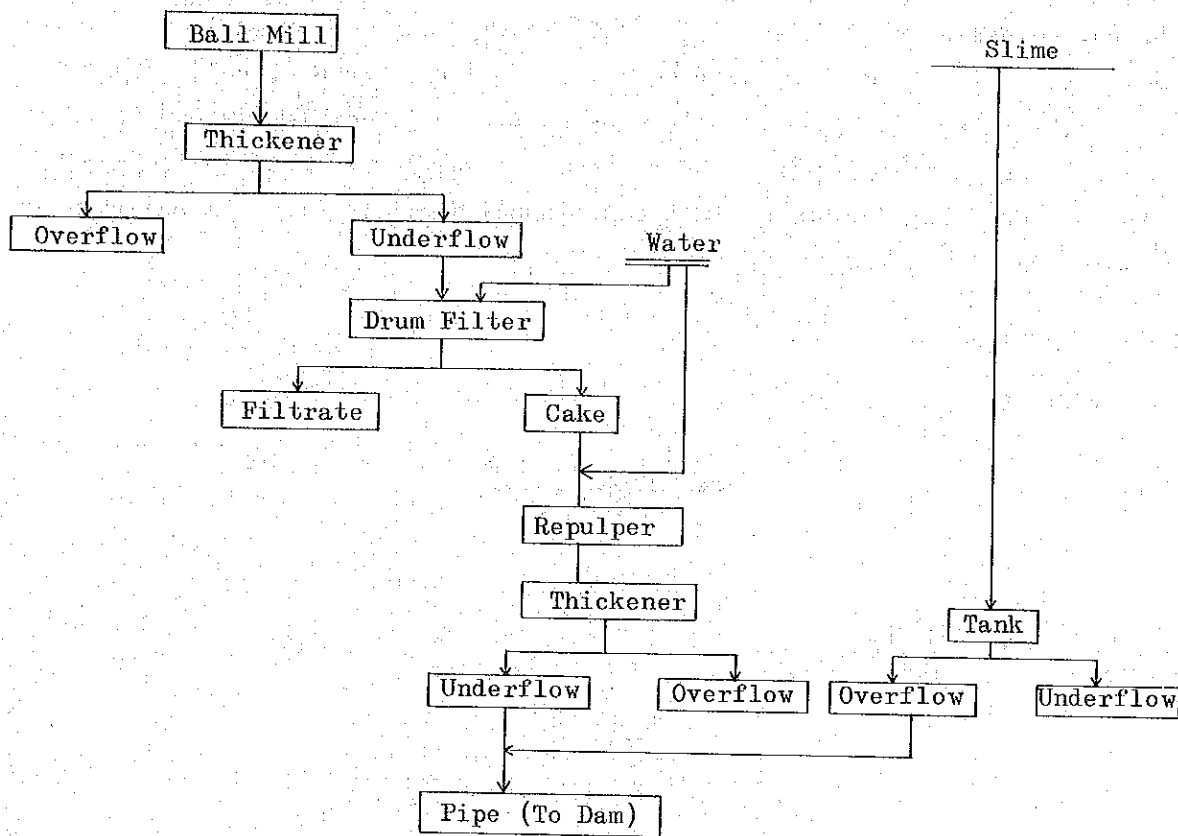 Ball Mill
Slime
Thickener
Overflow
Underflow
Water
Drum Filter
Filtrate
Cake
Repulper
Thickener
Tank
Underflow
Overflow
Overflow
Underflow
Pipe (To Dam)